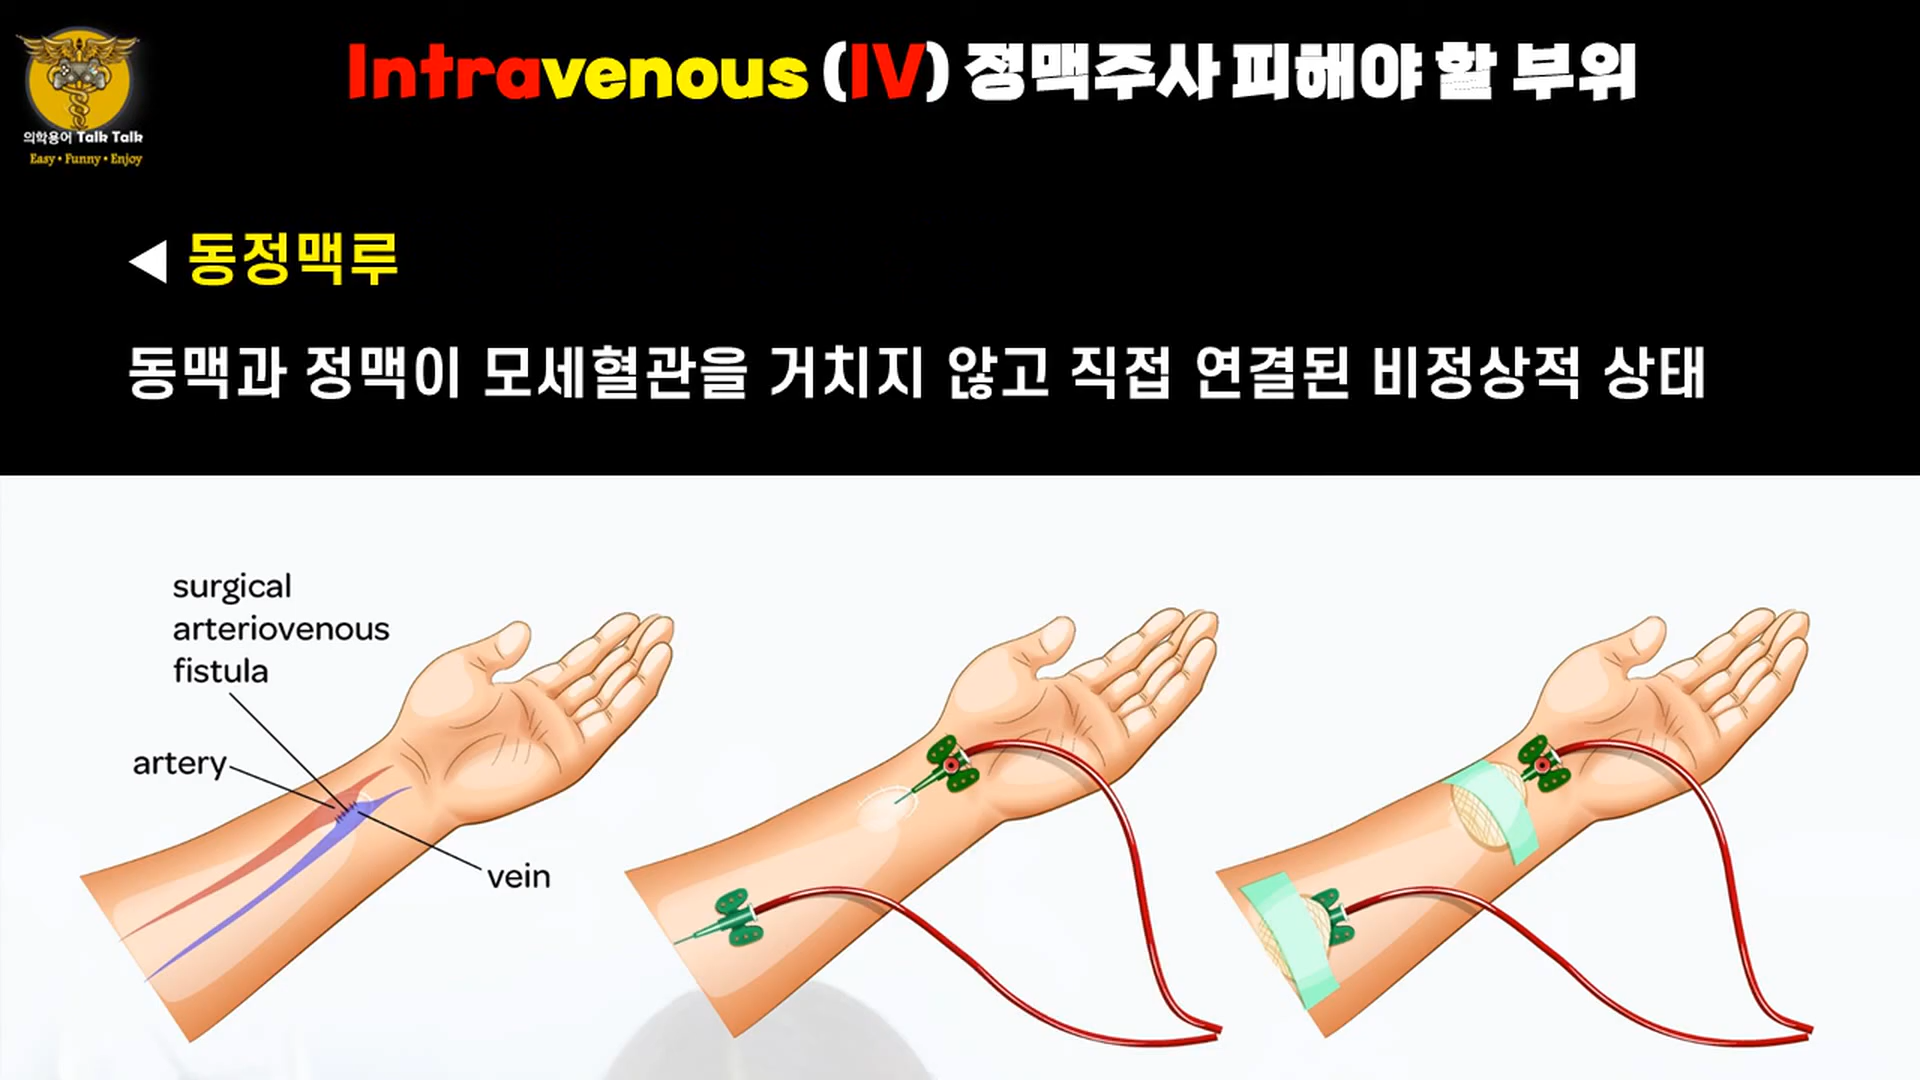 Intravenous (IV) 정맥주사 피해야 할 부위
의학용어 Talk Talk
Easy • Funny • Enjoy
◀ 동정맥루
동맥과 정맥이 모세혈관을 거치지 않고 직접 연결된 비정상적 상태
surgical
arteriovenous
fistula
artery
vein